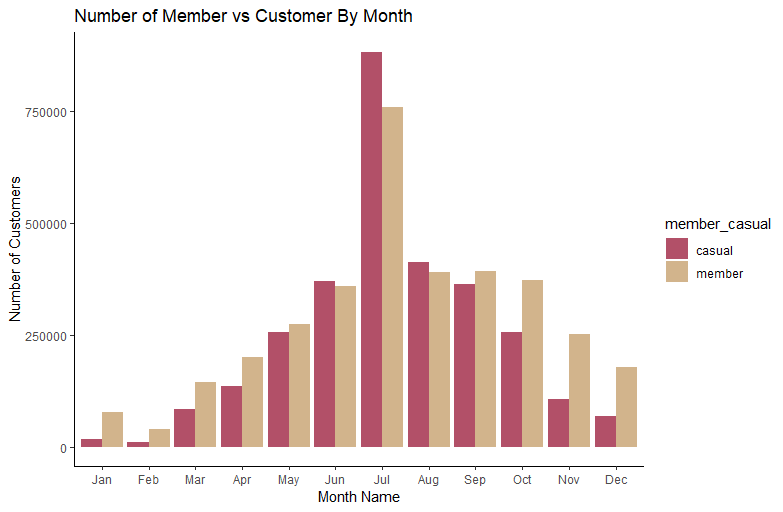 Number of Member vs Customer By Month
Number of Customers
750000
500000
250000
0
Jan Feb Mar Apr May Jun Jul Aug Sep Oct Nov Dec
Month Name
member_casual
casual
member